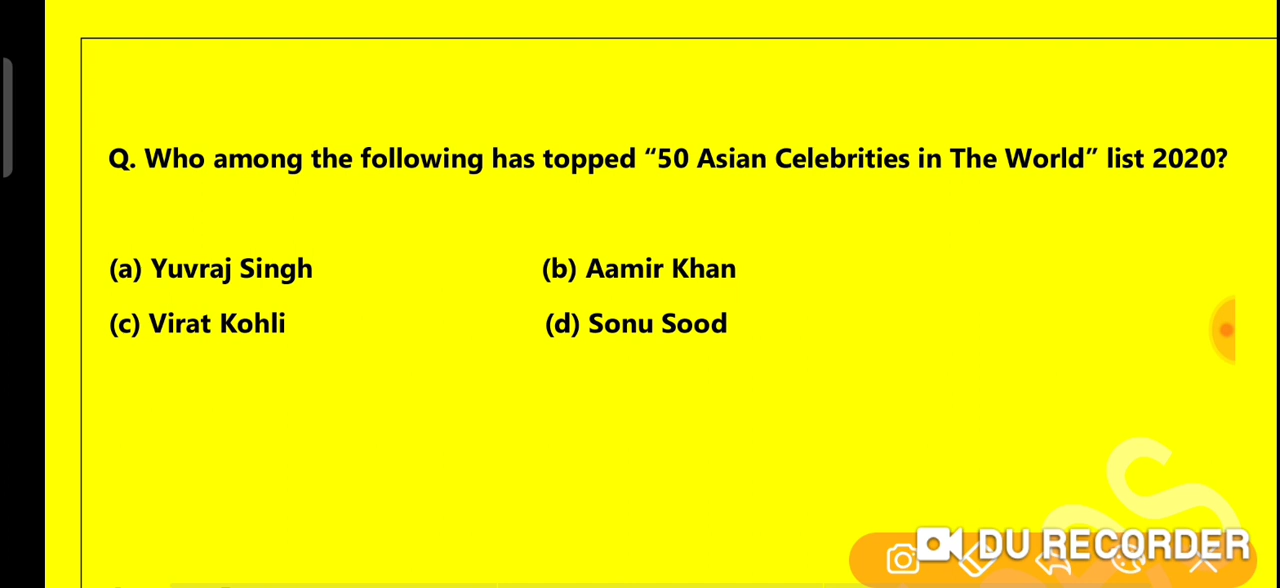 Q. Who among the following has topped “50 Asian Celebrities in The World” list 2020?
(a) Yuvraj Singh (b) Aamir Khan
(c) Virat Kohli (d) Sonu Sood
DU RECORDER